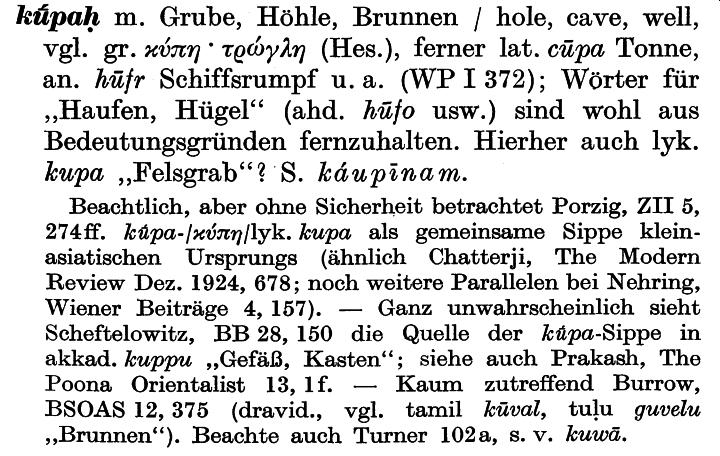 kū́paḥ m. Grube, Höhle, Brunnen / hole, cave, well,
vgl. gr. κύπη · τρώγλη (Hes.), ferner lat. cūpa Tonne,
an. hūfr Schiffsrumpf u. a. (WP I 372); Wörter für
„Haufen, Hügel“ (ahd. hūfo usw.) sind wohl aus
Bedeutungsgründen fernzuhalten. Hierher auch lyk.
kupa „Felsgrab“? S. káupīnam.
Beachtlich, aber ohne Sicherheit betrachtet Porzig, ZII 5,
274ff. kū́pa-/κύπη/lyk. kupa als gemeinsame Sippe klein-
asiatischen Ursprungs (ähnlich Chatterji, The Modern
Review Dez. 1924, 678; noch weitere Parallelen bei Nehring,
Wiener Beiträge 4, 157). — Ganz unwahrscheinlich sieht
Scheftelowitz, BB 28, 150 die Quelle der kū́pa-Sippe in
akkad. kuppu „Gefäß, Kasten“; siehe auch Prakash, The
Poona Orientalist 13, 1f. — Kaum zutreffend Burrow,
BSOAS 12, 375 (dravid., vgl. tamil kūval, tuḷu guvelu
„Brunnen“). Beachte auch Turner 102a, s. v. kuwā.